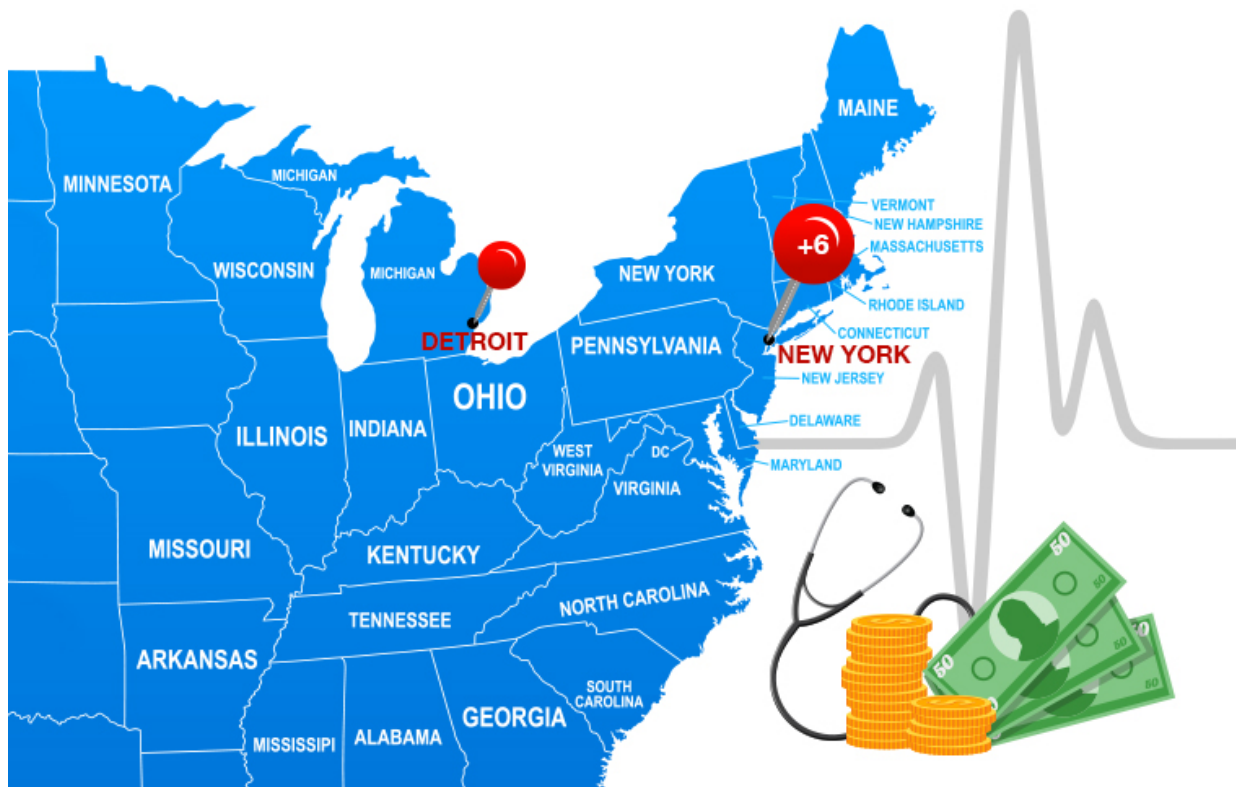 MAINE
MINNESOTA
MICHIGAN
VERMONT
NEW HAMPSHIRE
MASSACHUSETTS
+6
WISCONSIN
MICHIGAN
NEW YORK
RHODE ISLAND
CONNECTICUT
DETROIT
PENNSYLVANIA
NEW YORK
NEW JERSEY
OHIO
DELAWARE
ILLINOIS
INDIANA
WEST
VIRGINIA
DC
MARYLAND
VIRGINIA
MISSOURI
KENTUCKY
50
50
NORTH CAROLINA
TENNESSEE
50
ARKANSAS
50
50
SOUTH
CAROLINA
GEORGIA
MISSISSIPI
ALABAMA